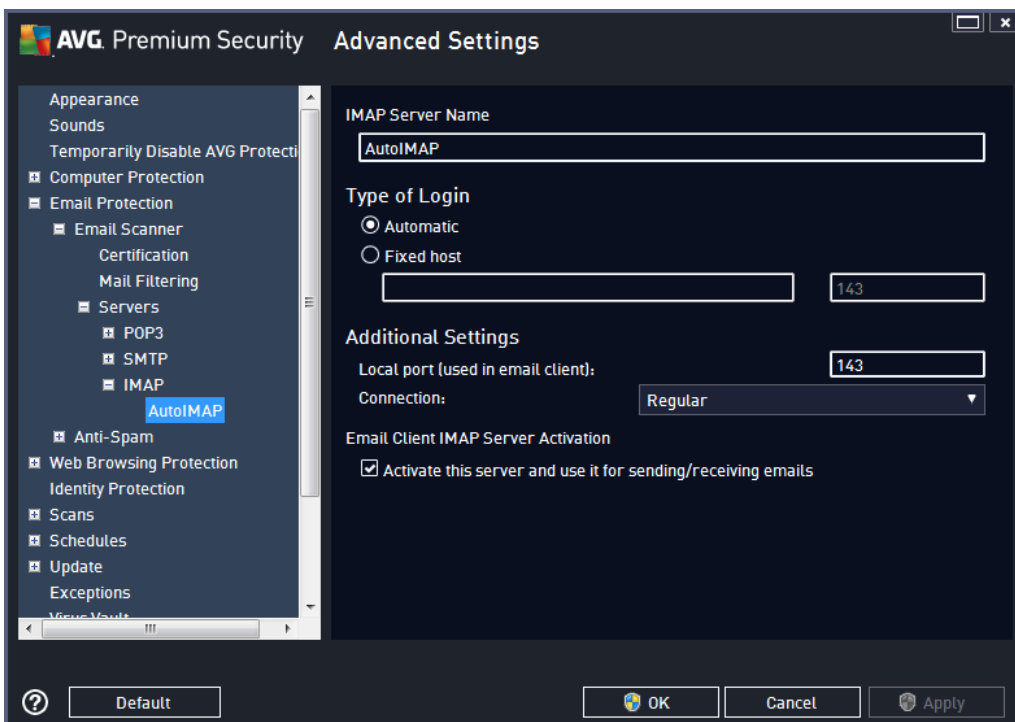 AVG. Premium Security Advanced Settings
Appearance
Sounds
Temporarily Disable AVG Protecti
Computer Protection
Email Protection
Email Scanner
Certification
Mail Filtering
Servers
POP3
SMTP
IMAP
AutoIMAP
Anti-Spam
Web Browsing Protection
Identity Protection
Scans
Schedules
Update
Exceptions
Virus Vault
IMAP Server Name
AutoIMAP
Type of Login
Automatic
Fixed host
143
Additional Settings
Local port (used in email client): 143
Connection: Regular
Email Client IMAP Server Activation
Activate this server and use it for sending/receiving emails
? Default OK Cancel Apply